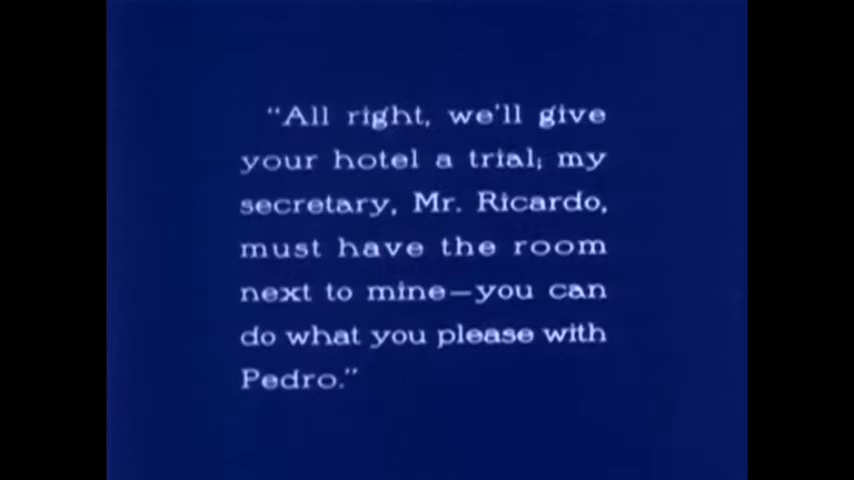 "All right, we'll give
your hotel a trial; my
secretary, Mr. Ricardo,
must have the room
next to mine—you can
do what you please with
Pedro."